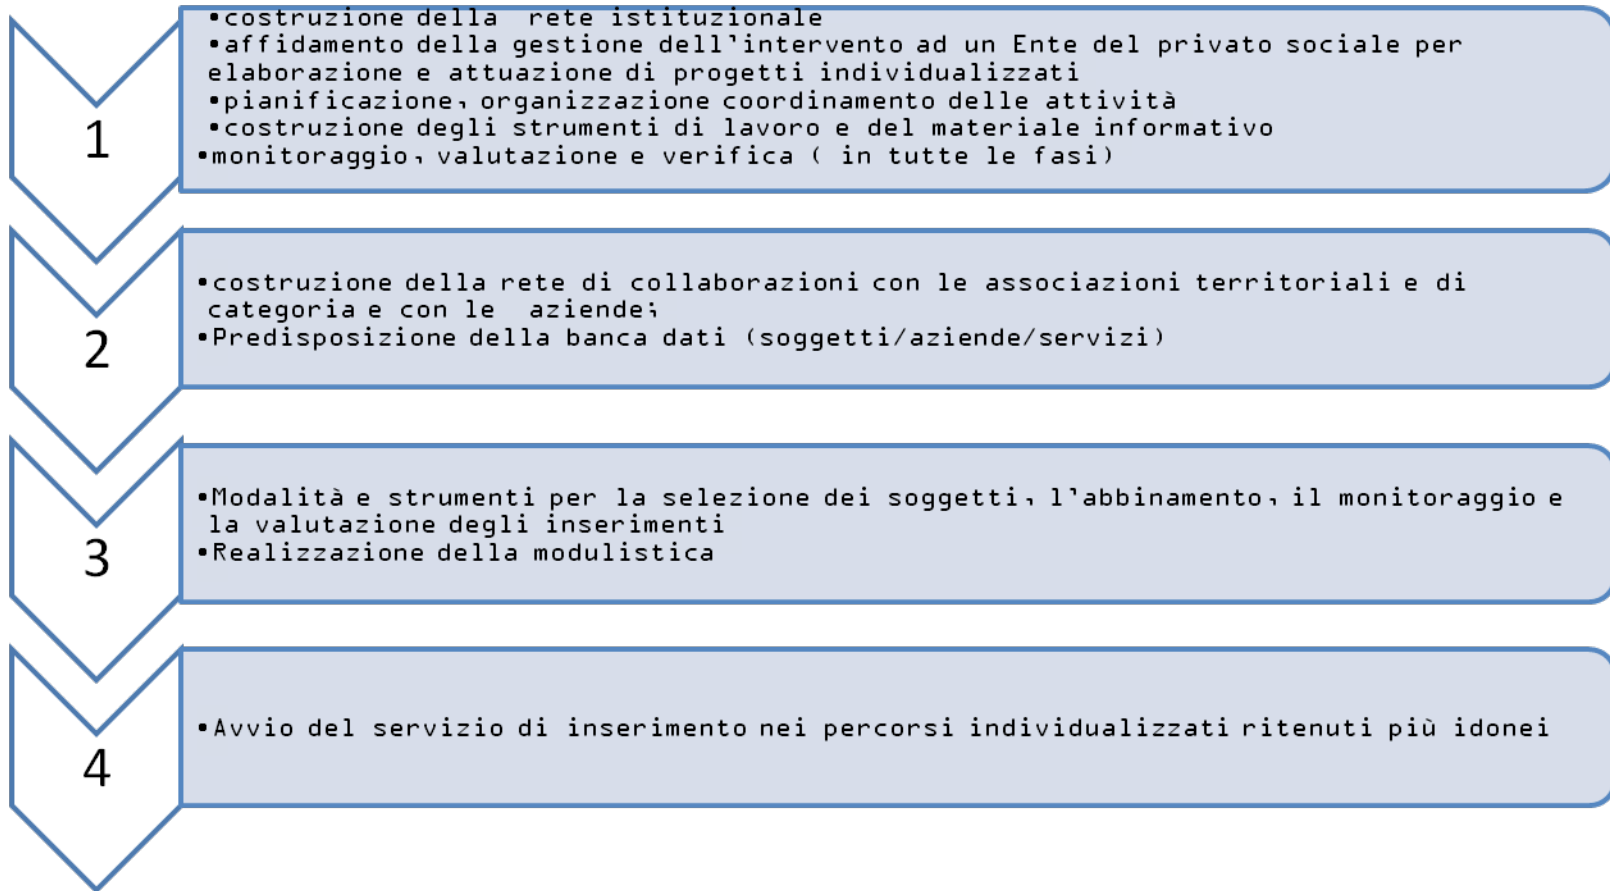 1
•costruzione della rete istituzionale
•affidamento della gestione dell'intervento ad un Ente del privato sociale per
elaborazione e attuazione di progetti individualizzati
•pianificazione, organizzazione coordinamento delle attività
•costruzione degli strumenti di lavoro e del materiale informativo
•monitoraggio, valutazione e verifica ( in tutte le fasi)
2
•costruzione della rete di collaborazioni con le associazioni territoriali e di
categoria e con le aziende;
•Predisposizione della banca dati (soggetti/aziende/servizi)
3
•Modalità e strumenti per la selezione dei soggetti, l'abbinamento, il monitoraggio e
la valutazione degli inserimenti
•Realizzazione della modulistica
4
•Avvio del servizio di inserimento nei percorsi individualizzati ritenuti più idonei